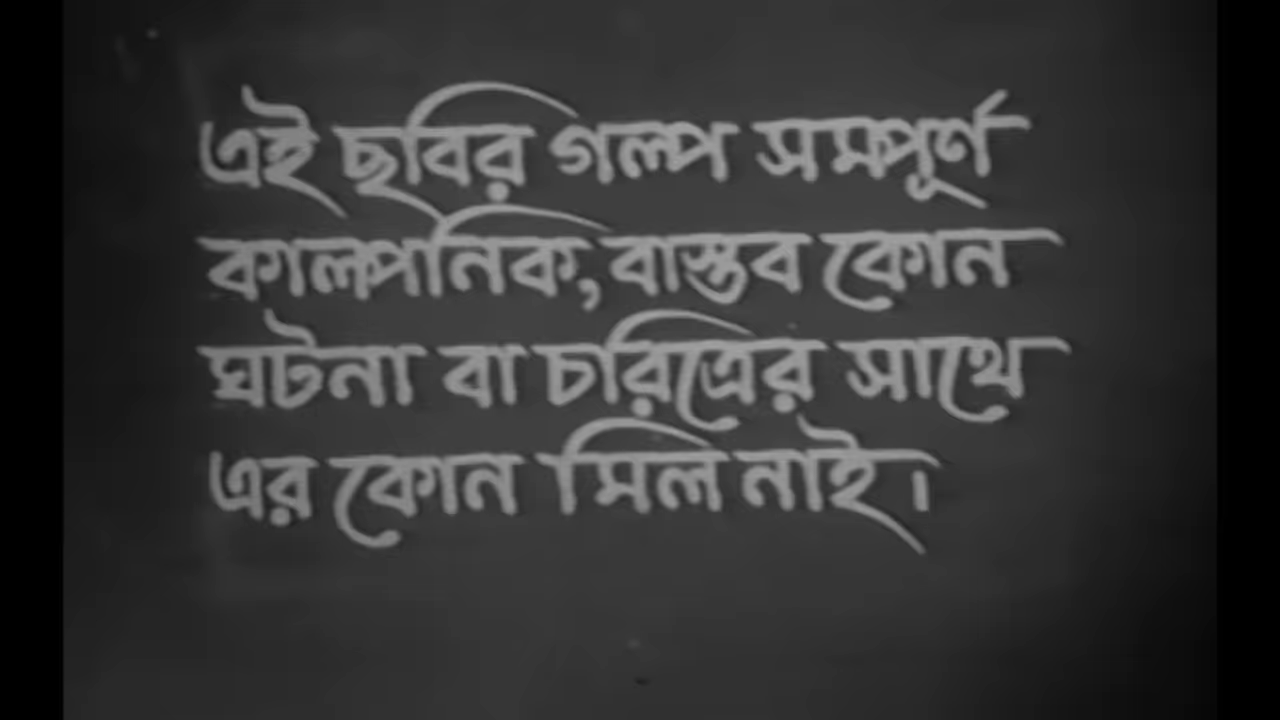 এই ছবির গল্প সম্পূর্ণ
কাল্পনিক, বাস্তব কোন
ঘটনা বা চরিত্রের সাথে
এর কোন মিল নাই।